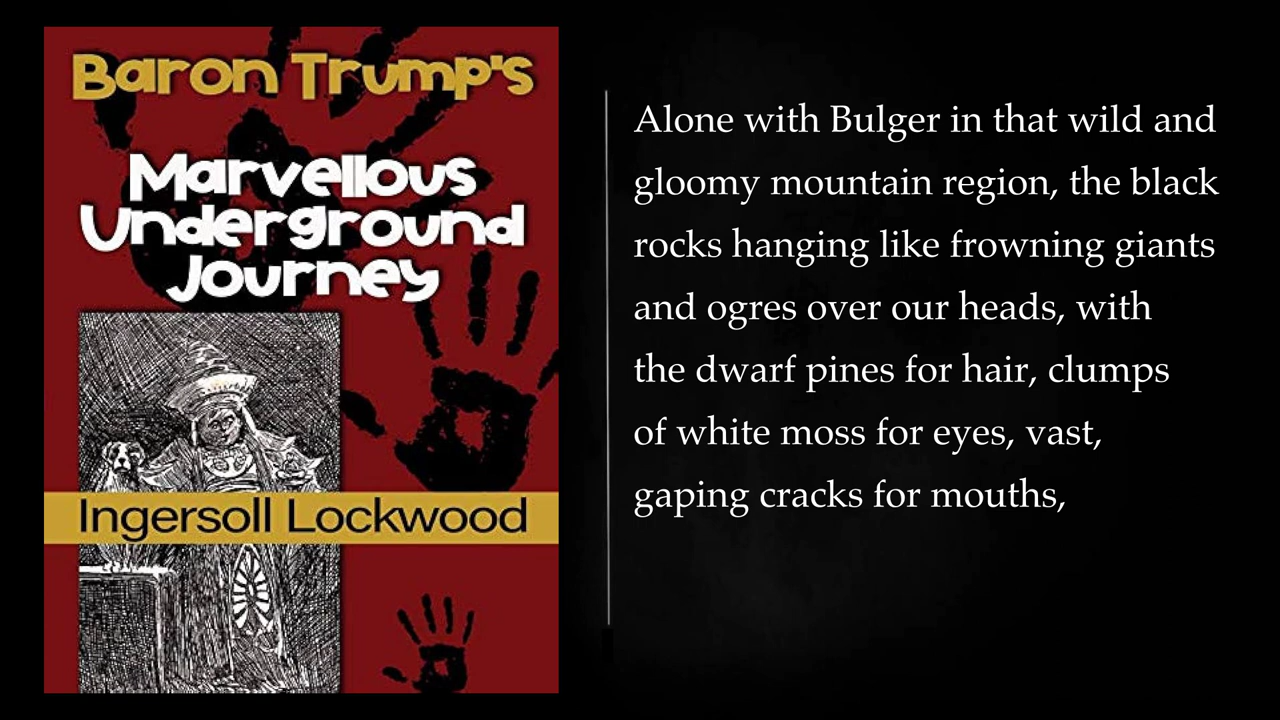 Baron Trump's
Marvellous
Underground
Journey
Ingersoll Lockwood
Alone with Bulger in that wild and
gloomy mountain region, the black
rocks hanging like frowning giants
and ogres over our heads, with
the dwarf pines for hair, clumps
of white moss for eyes, vast,
gaping cracks for mouths,